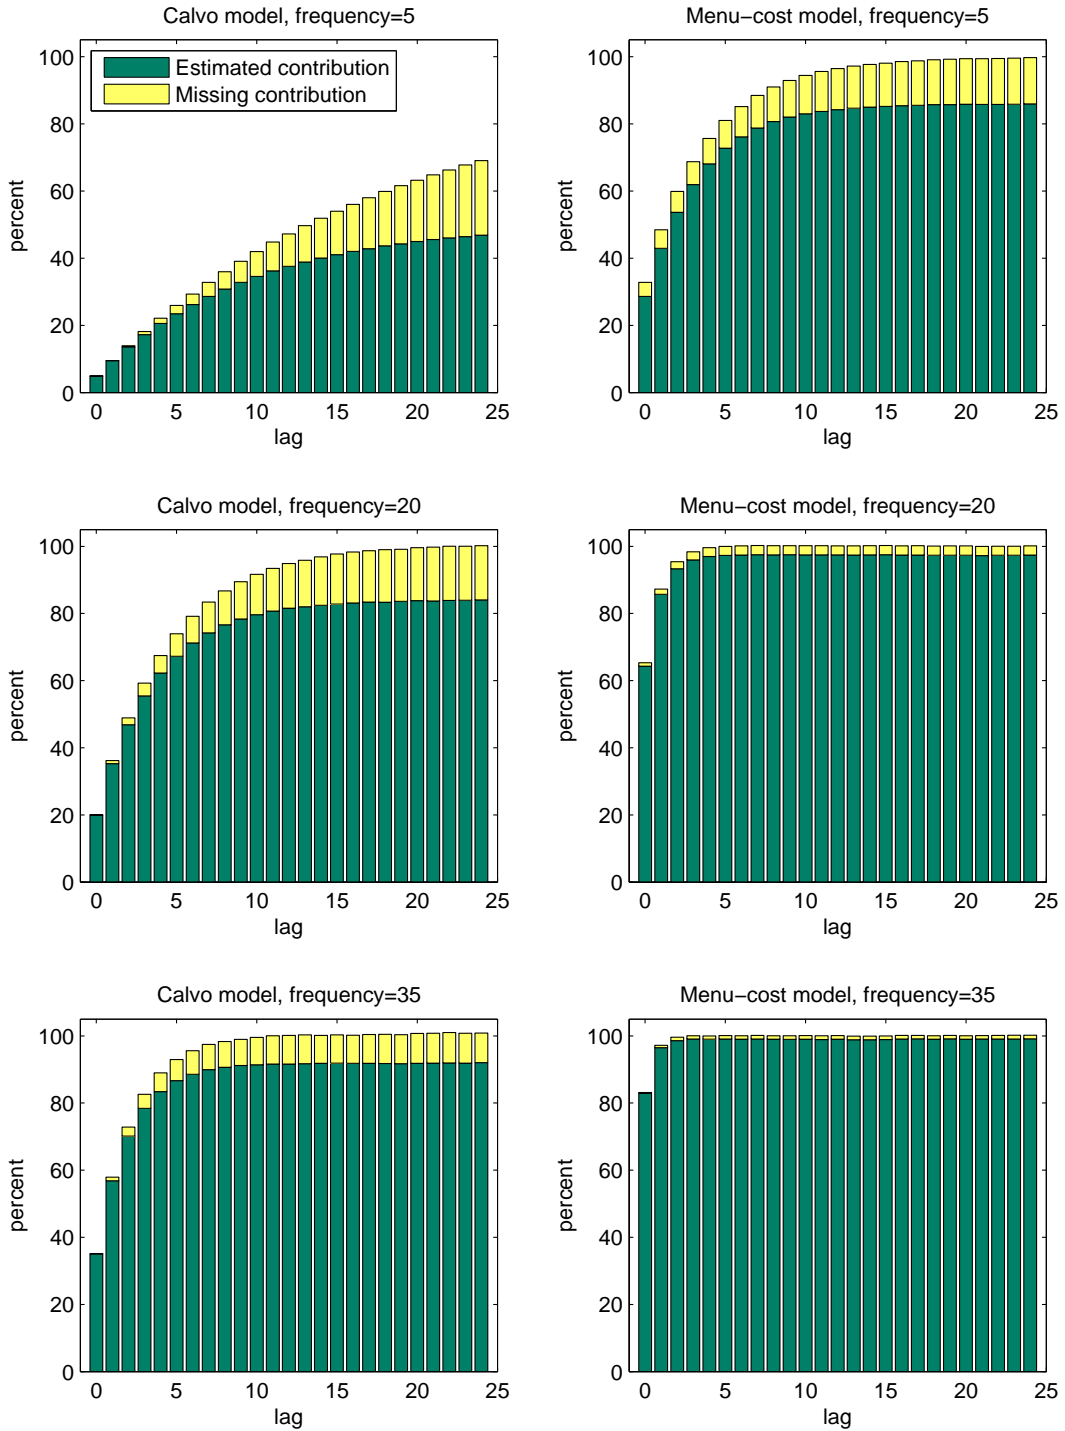 Calvo model, frequency=5
Estimated contribution
Missing contribution
percent
100
80
60
40
20
0
0 5 10 15 20 25
lag
Menu−cost model, frequency=5
percent
100
80
60
40
20
0
0 5 10 15 20 25
lag
Calvo model, frequency=20
percent
100
80
60
40
20
0
0 5 10 15 20 25
lag
Menu−cost model, frequency=20
percent
100
80
60
40
20
0
0 5 10 15 20 25
lag
Calvo model, frequency=35
percent
100
80
60
40
20
0
0 5 10 15 20 25
lag
Menu−cost model, frequency=35
percent
100
80
60
40
20
0
0 5 10 15 20 25
lag